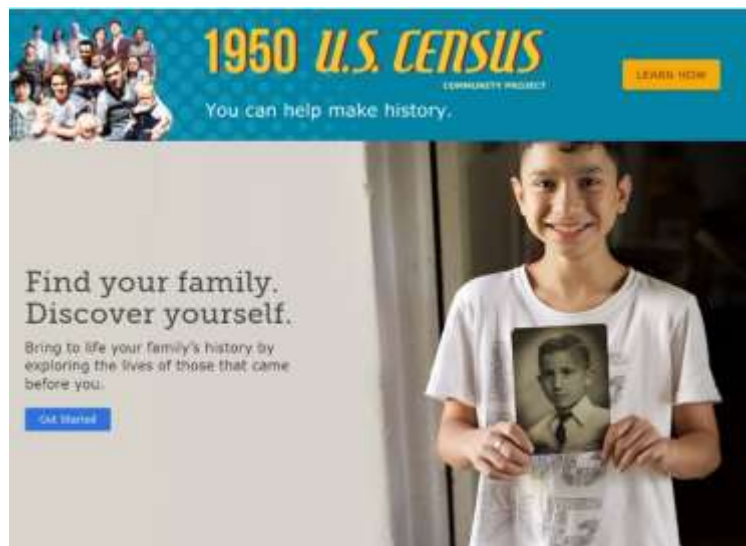 1950 U.S. CENSUS
COMMUNITY PROJECT
You can help make history.
LEARN HOW
Find your family.
Discover yourself.
Bring to life your family's history by
exploring the lives of those that came
before you.
Get Started